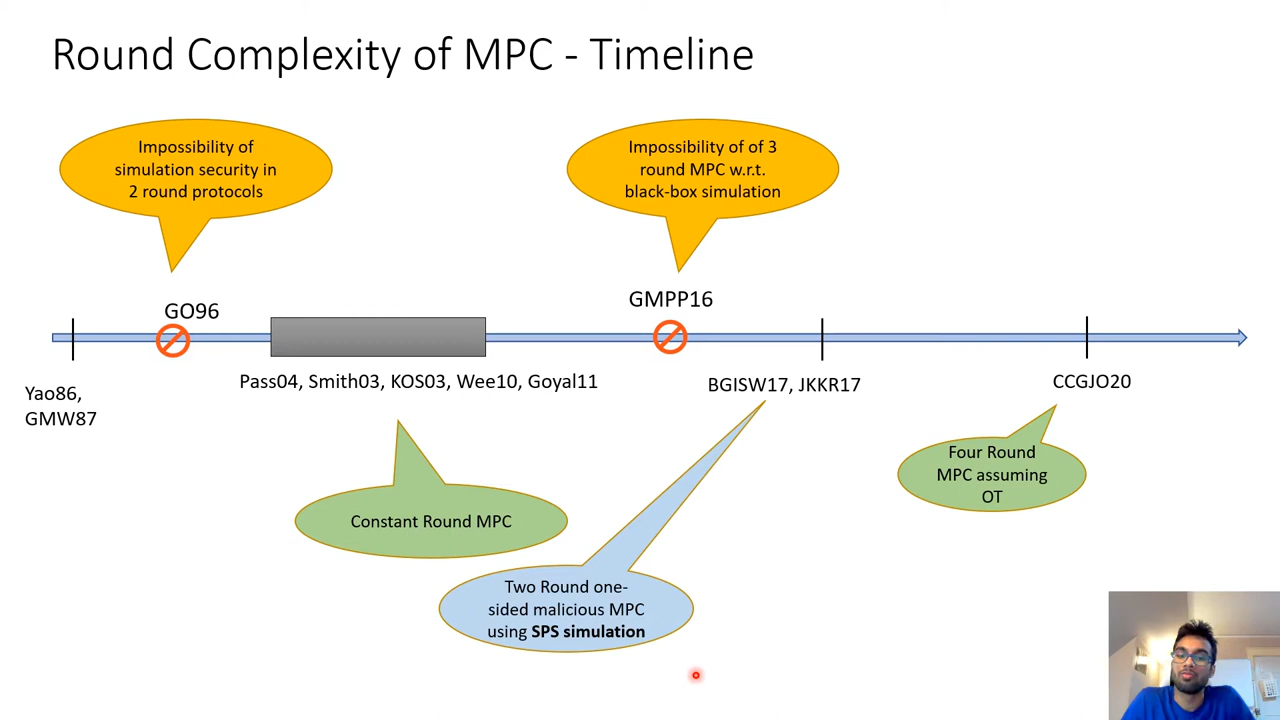 Round Complexity of MPC - Timeline
Impossibility of
simulation security in
2 round protocols
Impossibility of of 3
round MPC w.r.t.
black-box simulation
GO96
GMPP16
Yao86,
GMW87
Pass04, Smith03, KOS03, Wee10, Goyal11
BGISW17, JKKR17
CCGJO20
Four Round
MPC assuming
OT
Constant Round MPC
Two Round one-
sided malicious MPC
using SPS simulation